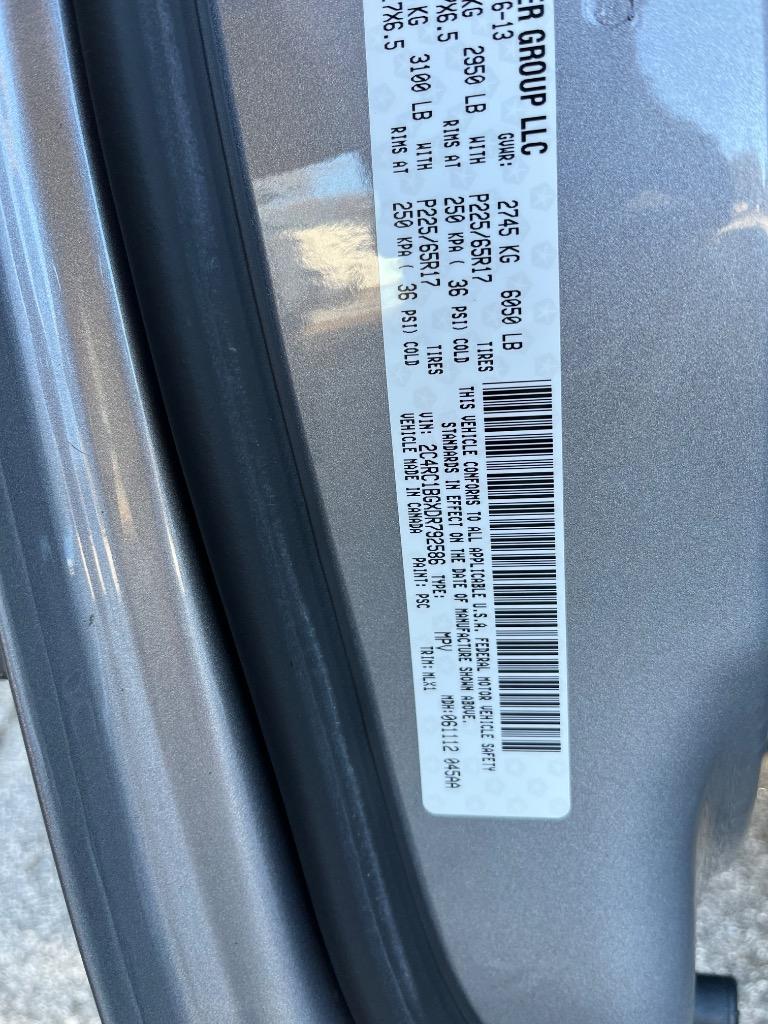 ER GROUP LLC
6-13 GVWR: 2745 KG 6050 LB
KG 2950 LB WITH P225/65R17 TIRES
X6.5 RIMS AT 250 KPA ( 36 PSI) COLD
KG 3100 LB WITH P225/65R17 TIRES
.7X6.5 RIMS AT 250 KPA ( 36 PSI) COLD
THIS VEHICLE CONFORMS TO ALL APPLICABLE U.S.A. FEDERAL MOTOR VEHICLE SAFETY
STANDARDS IN EFFECT ON THE DATE OF MANUFACTURE SHOWN ABOVE.
VIN: 2C4RC1BGXDR792586 TYPE: MPV MDH:061112 045AA
VEHICLE MADE IN CANADA PAINT: PSC TRIM: MLX1